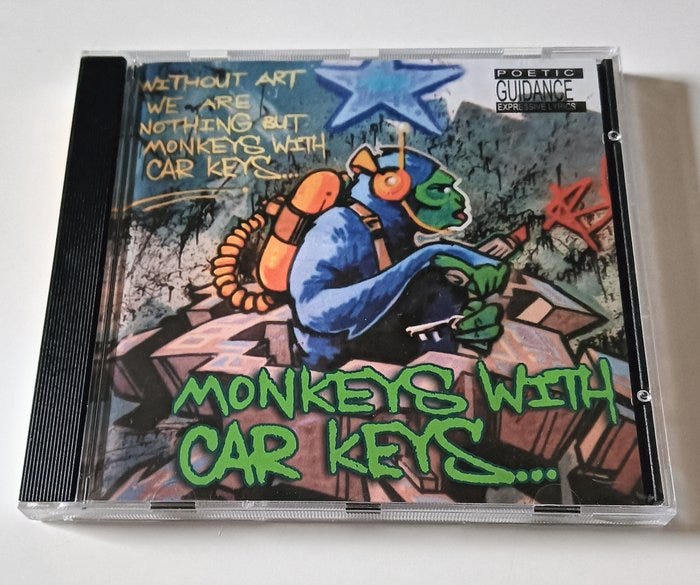 WITHOUT ART
WE ARE
NOTHING BUT
MONKEYS WITH
CAR KEYS...
POETIC
GUIDANCE
EXPRESSIVE LYRICS
MONKEYS WITH
CAR KEYS...